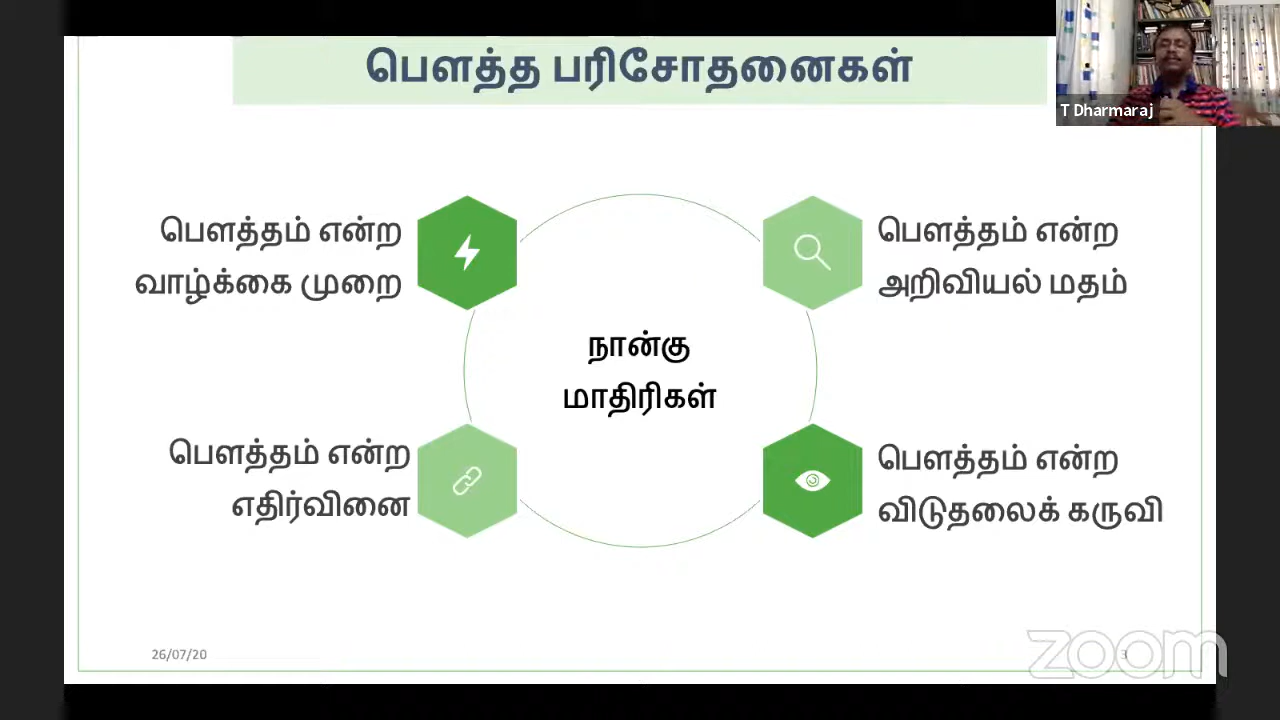 பௌத்த பரிசோதனைகள்
T Dharmaraj
பௌத்தம் என்ற
வாழ்க்கை முறை
பௌத்தம் என்ற
அறிவியல் மதம்
நான்கு
மாதிரிகள்
பௌத்தம் என்ற
எதிர்வினை
பௌத்தம் என்ற
விடுதலைக் கருவி
26/07/20
3
zoom